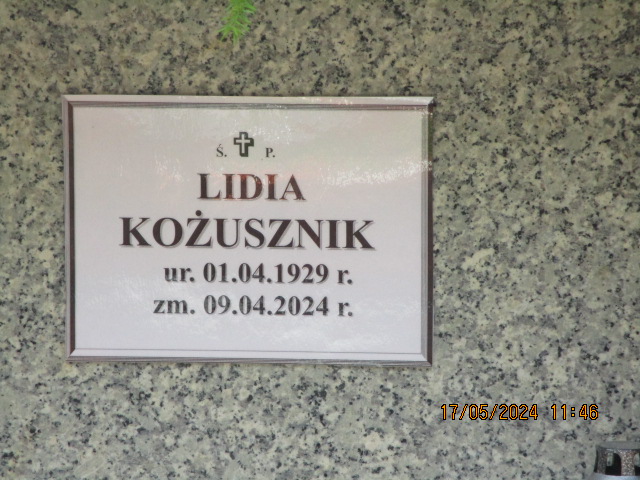 Ś. ✝ P.
LIDIA
KOŻUSZNIK
ur. 01.04.1929 r.
zm. 09.04.2024 r.
17/05/2024 11:46